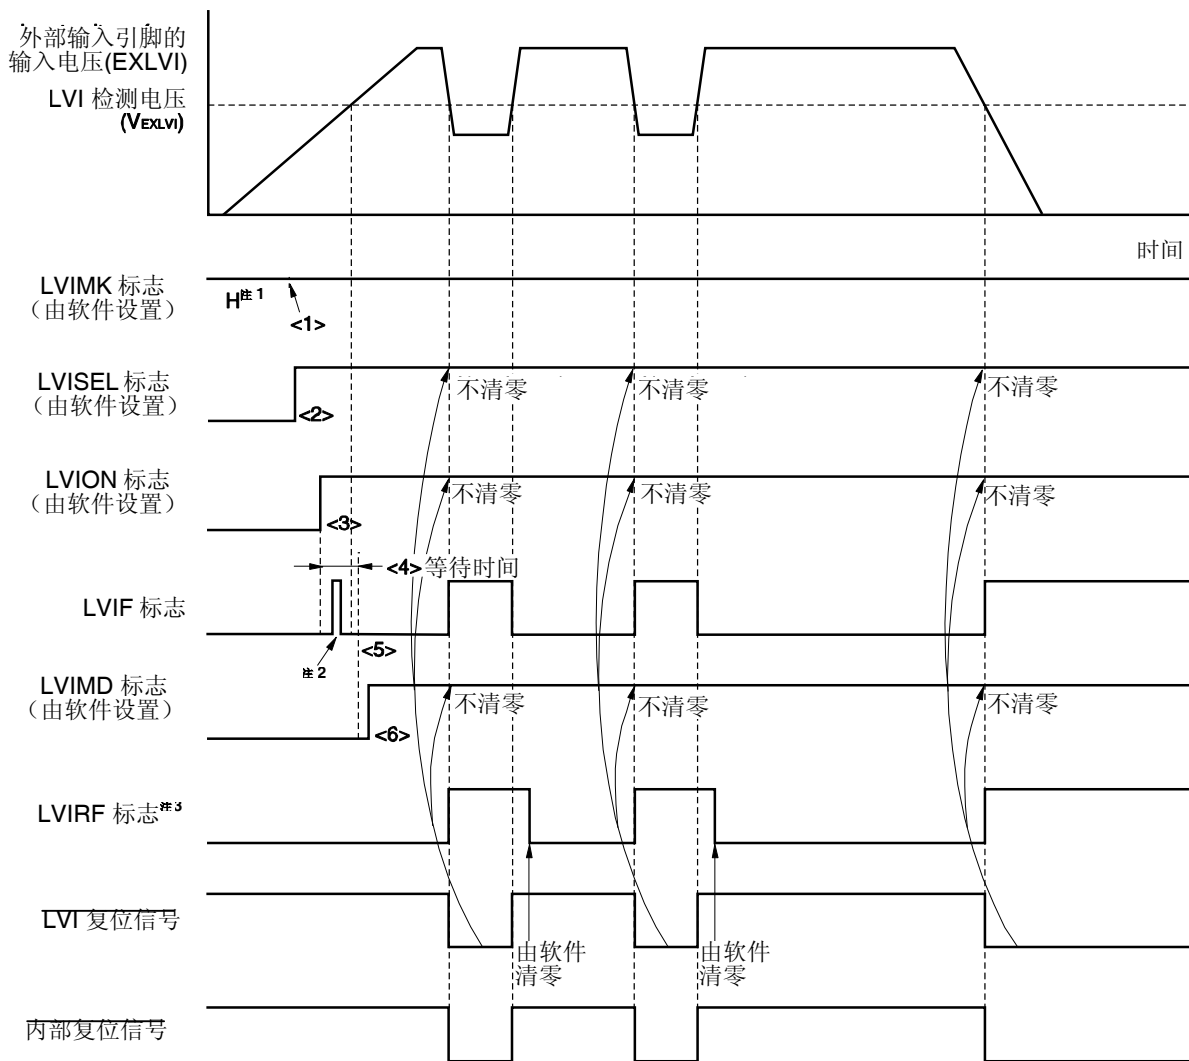 外部输入引脚的
输入电压(EXLVI)
LVI 检测电压
(VEXLVI)
时间
LVIMK 标志
（由软件设置）
H注 1
<1>
LVISEL 标志
（由软件设置）
<2>
不清零
不清零
不清零
LVION 标志
（由软件设置）
<3>
不清零
不清零
不清零
<4> 等待时间
LVIF 标志
注 2
<5>
LVIMD 标志
（由软件设置）
<6>
不清零
不清零
不清零
LVIRF 标志注 3
LVI 复位信号
由软件
清零
由软件
清零
内部复位信号